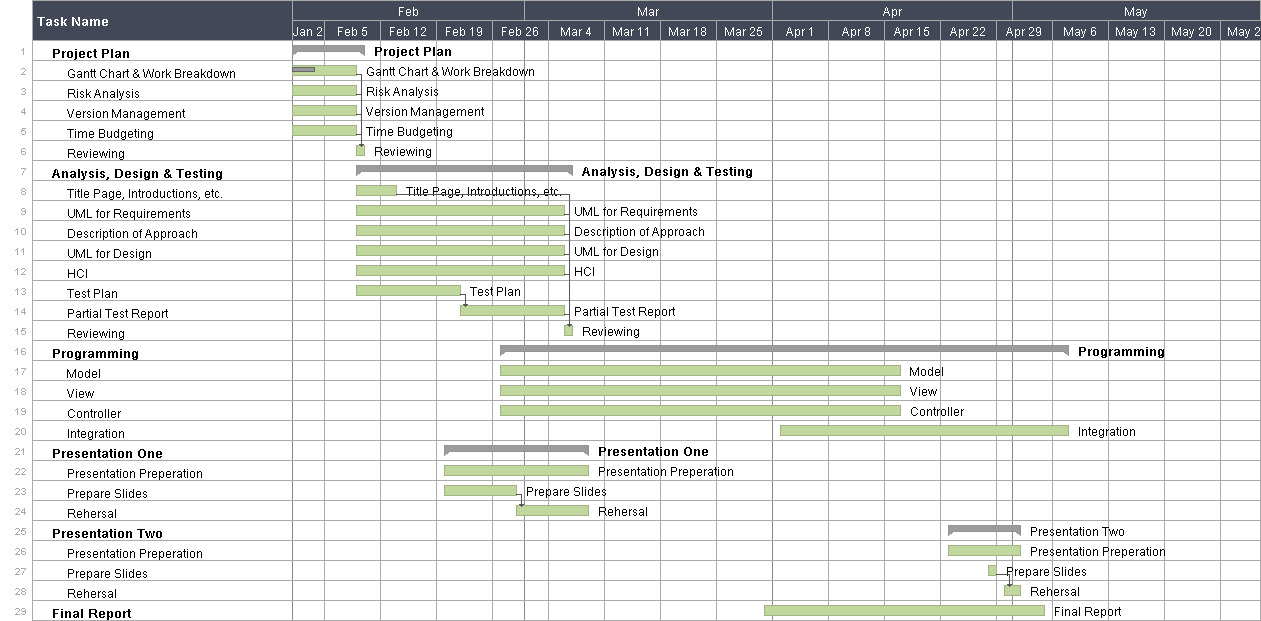 Task Name
Feb Mar Apr May
Jan 2 Feb 5 Feb 12 Feb 19 Feb 26 Mar 4 Mar 11 Mar 18 Mar 25 Apr 1 Apr 8 Apr 15 Apr 22 Apr 29 May 6 May 13 May 20 May 2
1 Project Plan Project Plan
2 Gantt Chart & Work Breakdown Gantt Chart & Work Breakdown
3 Risk Analysis Risk Analysis
4 Version Management Version Management
5 Time Budgeting Time Budgeting
6 Reviewing Reviewing
7 Analysis, Design & Testing Analysis, Design & Testing
8 Title Page, Introductions, etc. Title Page, Introductions, etc.
9 UML for Requirements UML for Requirements
10 Description of Approach Description of Approach
11 UML for Design UML for Design
12 HCI HCI
13 Test Plan Test Plan
14 Partial Test Report Partial Test Report
15 Reviewing Reviewing
16 Programming Programming
17 Model Model
18 View View
19 Controller Controller
20 Integration Integration
21 Presentation One Presentation One
22 Presentation Preperation Presentation Preperation
23 Prepare Slides Prepare Slides
24 Rehersal Rehersal
25 Presentation Two Presentation Two
26 Presentation Preperation Presentation Preperation
27 Prepare Slides Prepare Slides
28 Rehersal Rehersal
29 Final Report Final Report